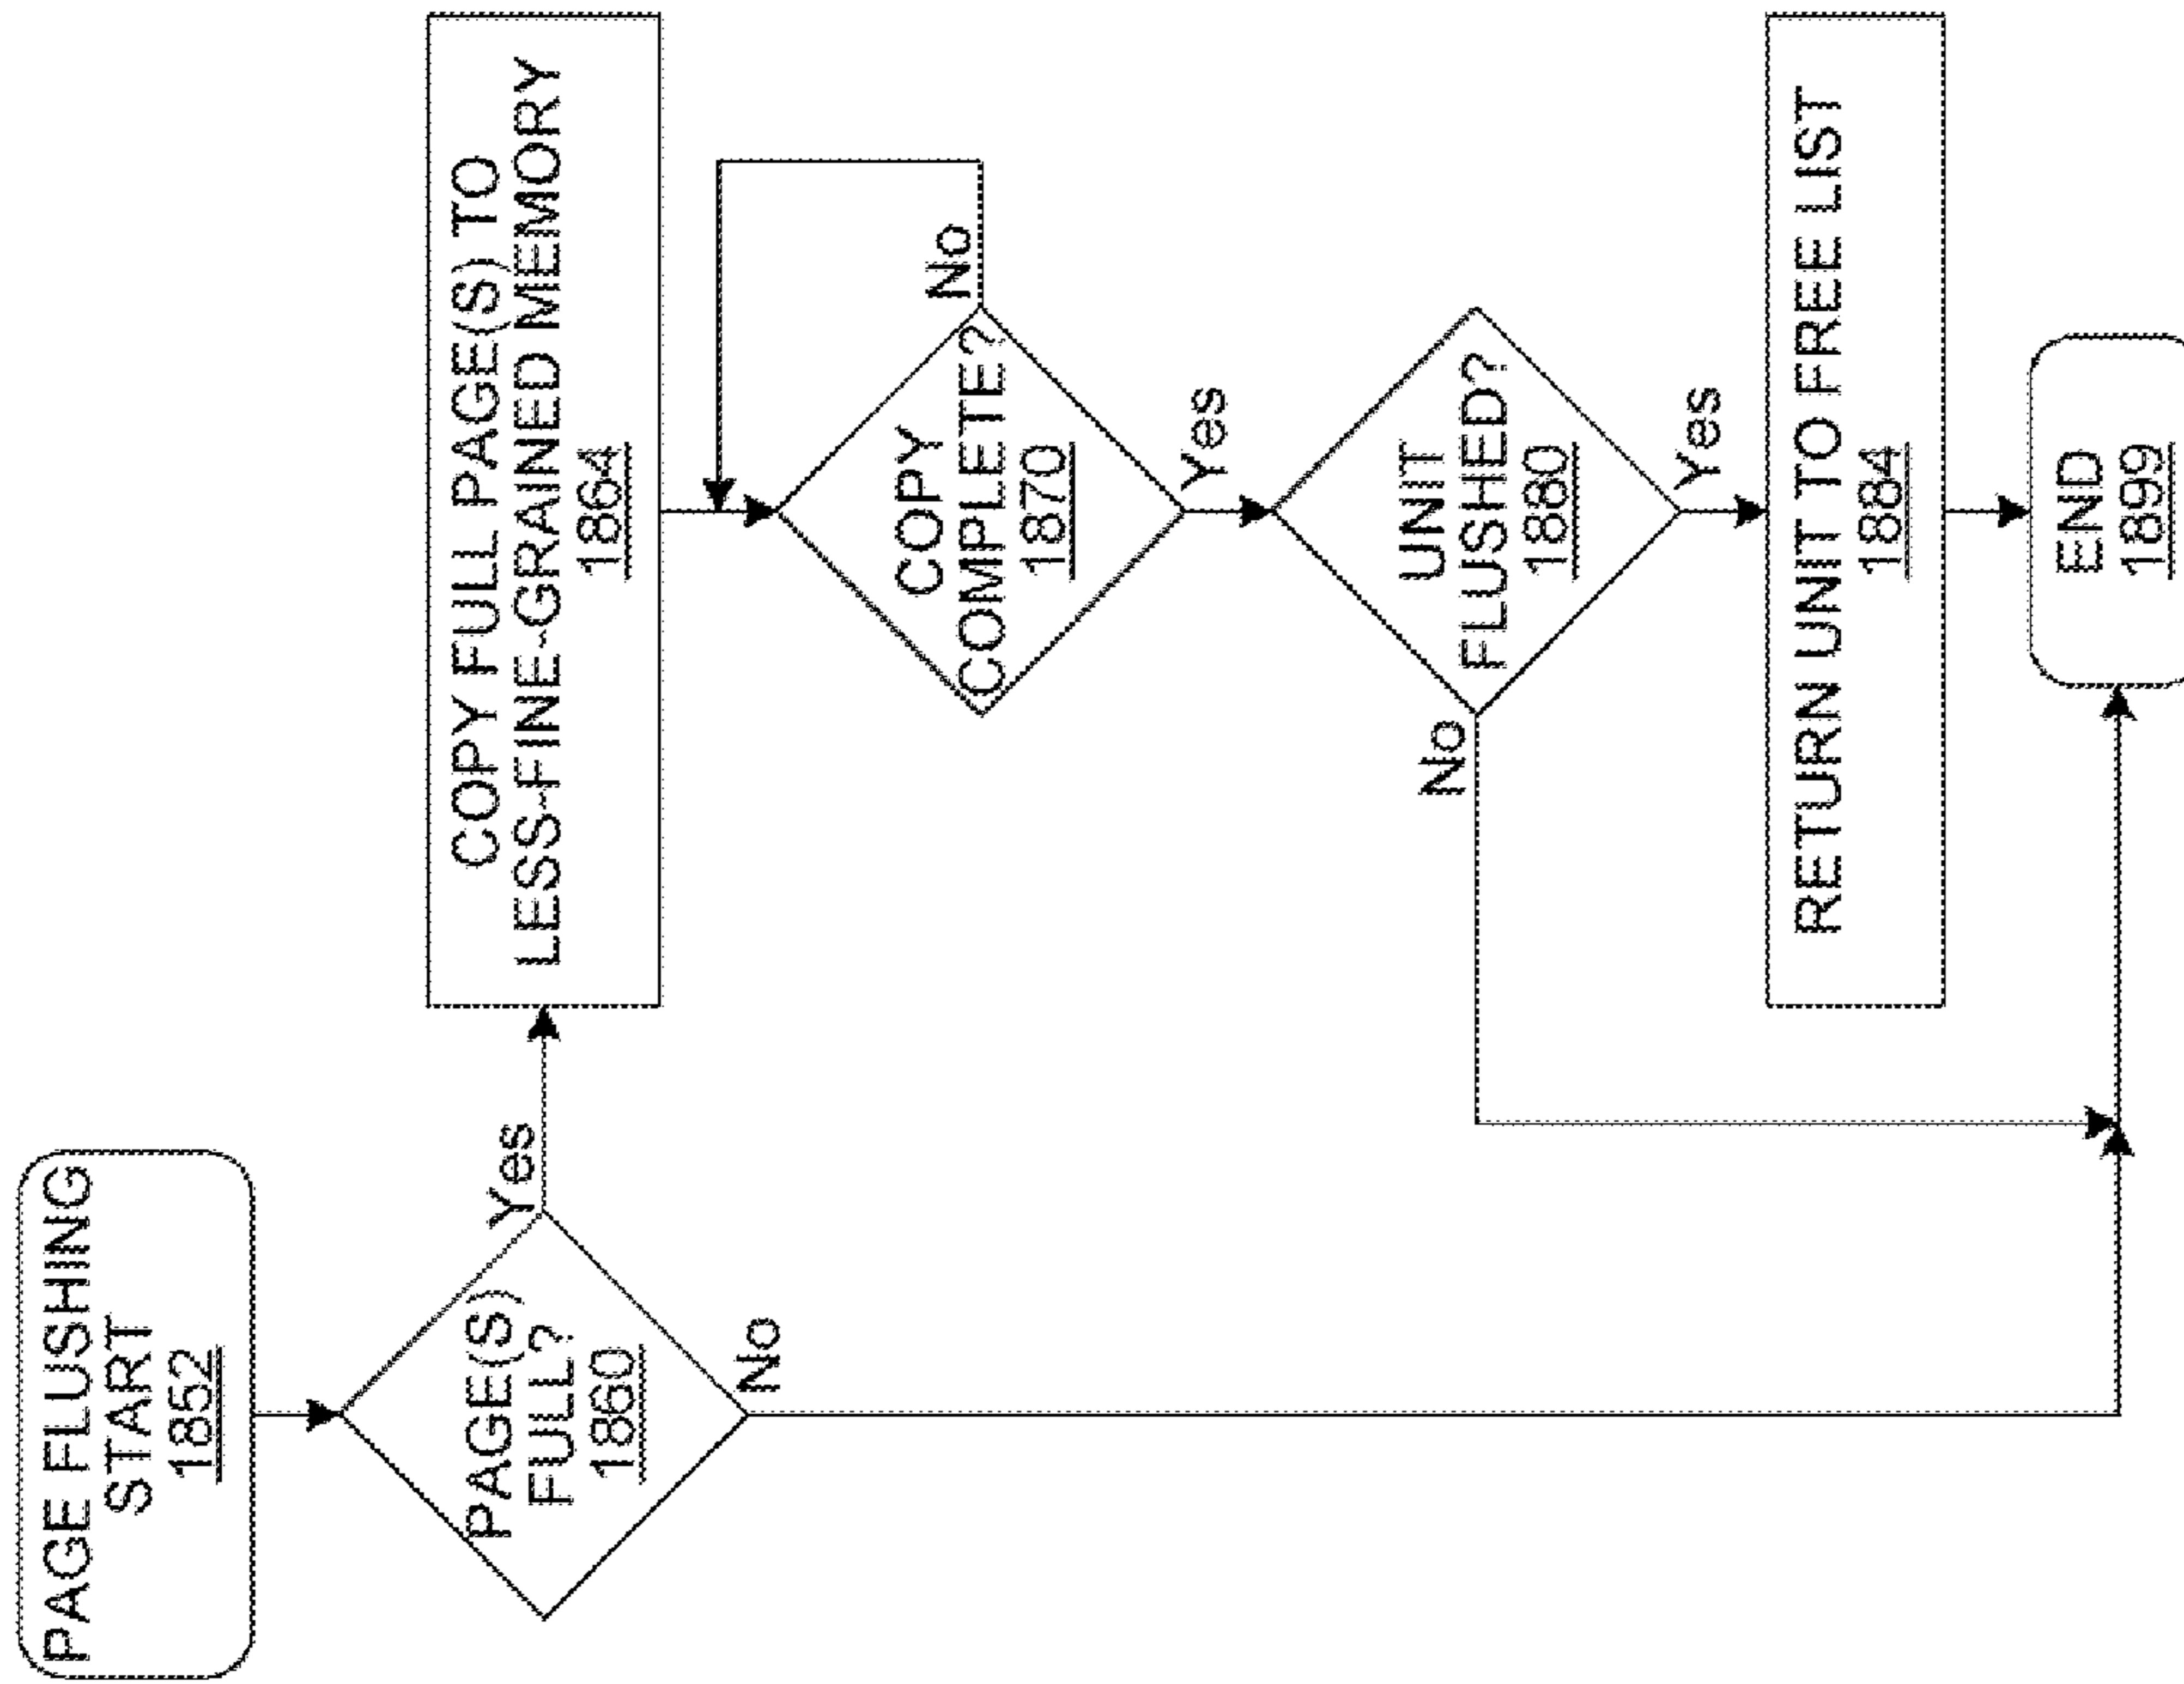 PAGE FLUSHING
START
1852
PAGE(S)
FULL?
1860
Yes
No
COPY FULL PAGE(S) TO
LESS-FINE-GRAINED MEMORY
1864
COPY
COMPLETE?
1870
No
Yes
UNIT
FLUSHED?
1880
No
Yes
RETURN UNIT TO FREE LIST
1884
END
1899